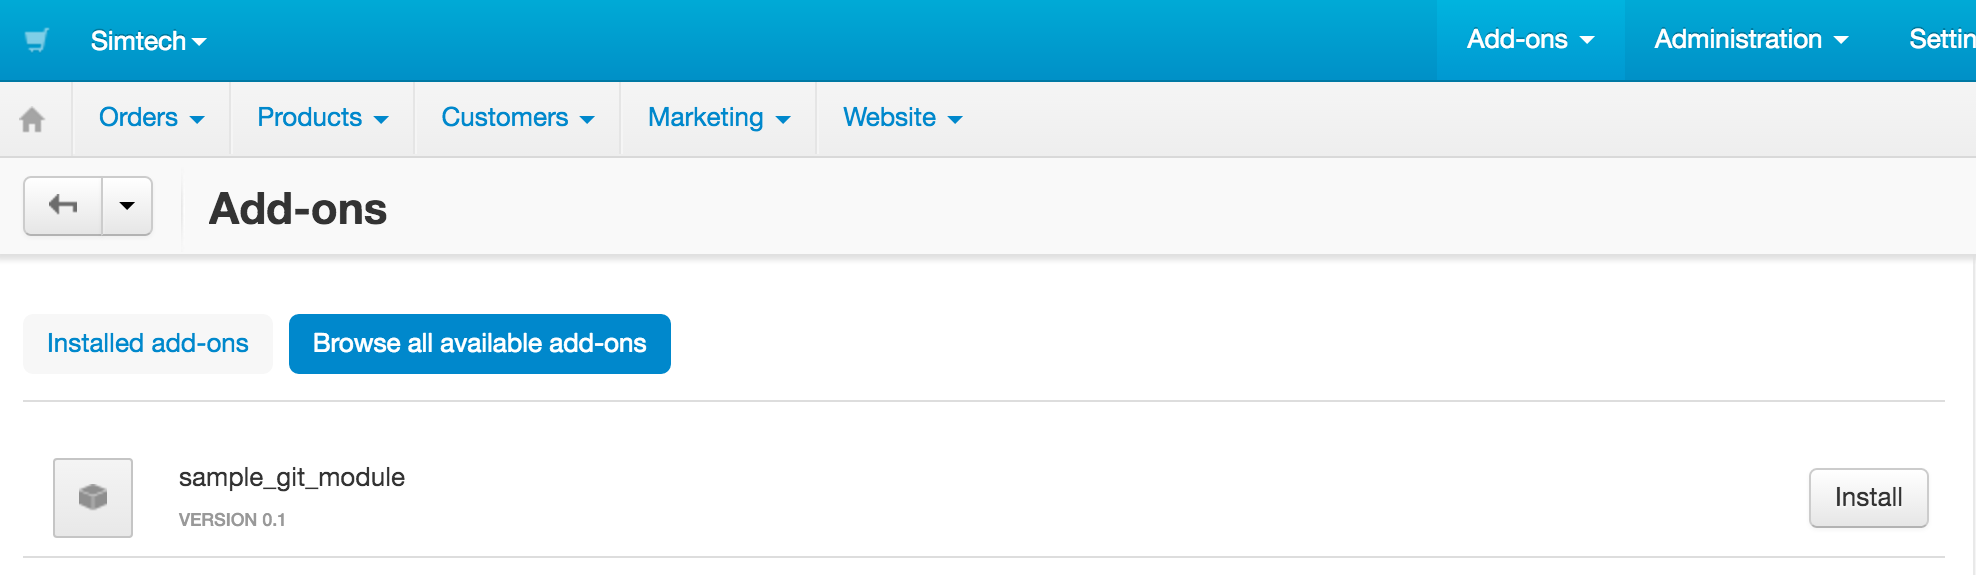 Simtech Add-ons Administration Settin
Orders Products Customers Marketing Website
Add-ons
Installed add-ons Browse all available add-ons
sample_git_module
VERSION 0.1
Install